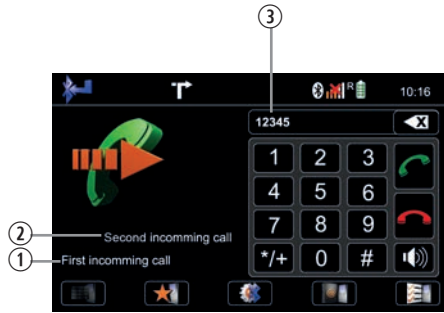 3
R
10:16
12345
X
1 2 3
4 5 6
7 8 9
*/+ 0 #
2
Second incomming call
1
First incomming call